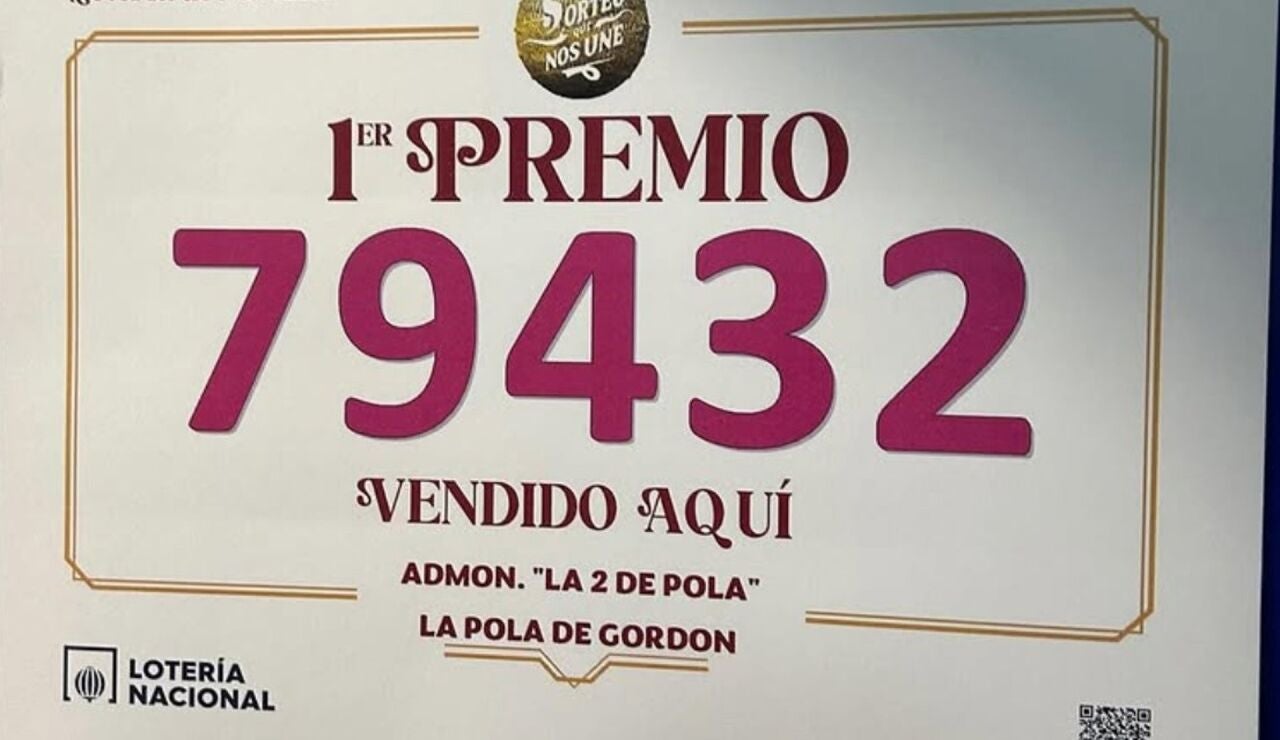 SORTEO
QUE
NOS UNE
1ER PREMIO
79432
VENDIDO AQUÍ
ADMON. "LA 2 DE POLA"
LA POLA DE GORDON
LOTERÍA
NACIONAL